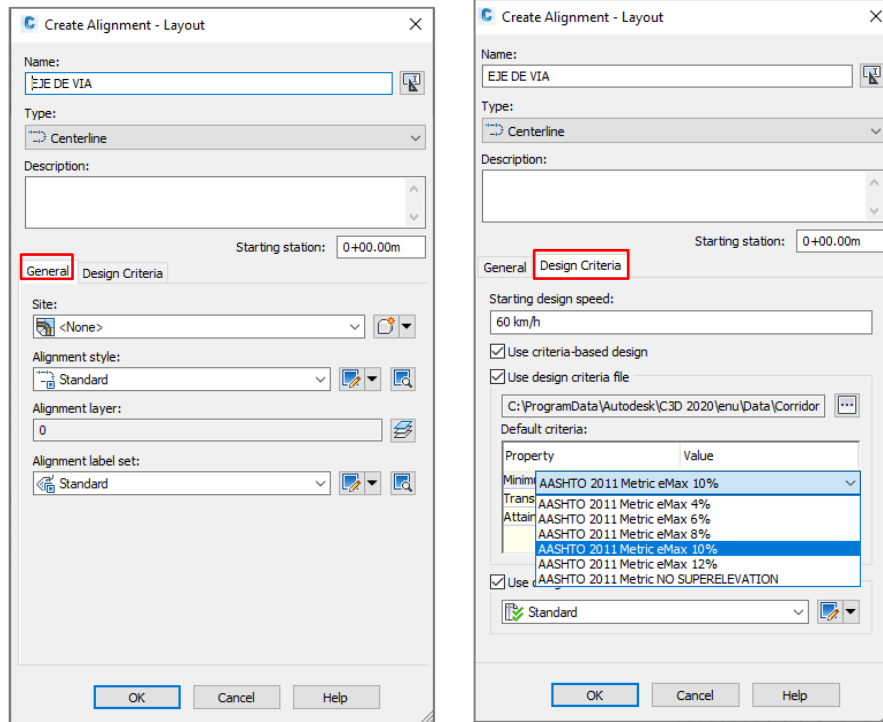 Create Alignment - Layout
Name:
EJE DE VIA
Type:
Centerline
Description:
Starting station:
0+00.00m
General
Design Criteria
Site:
<None>
Alignment style:
Standard
Alignment layer:
0
Alignment label set:
Standard
OK
Cancel
Help
Create Alignment - Layout
Name:
EJE DE VIA
Type:
Centerline
Description:
Starting station:
0+00.00m
General
Design Criteria
Starting design speed:
60 km/h
Use criteria-based design
Use design criteria file
C:\ProgramData\Autodesk\C3D 2020\enu\Data\Corridor
...
Default criteria:
Property
Value
AASHTO 2011 Metric eMax 10%
AASHTO 2011 Metric eMax 4%
AASHTO 2011 Metric eMax 6%
AASHTO 2011 Metric eMax 8%
AASHTO 2011 Metric eMax 10%
AASHTO 2011 Metric eMax 12%
AASHTO 2011 Metric NO SUPERELEVATION
Use
Standard
OK
Cancel
Help